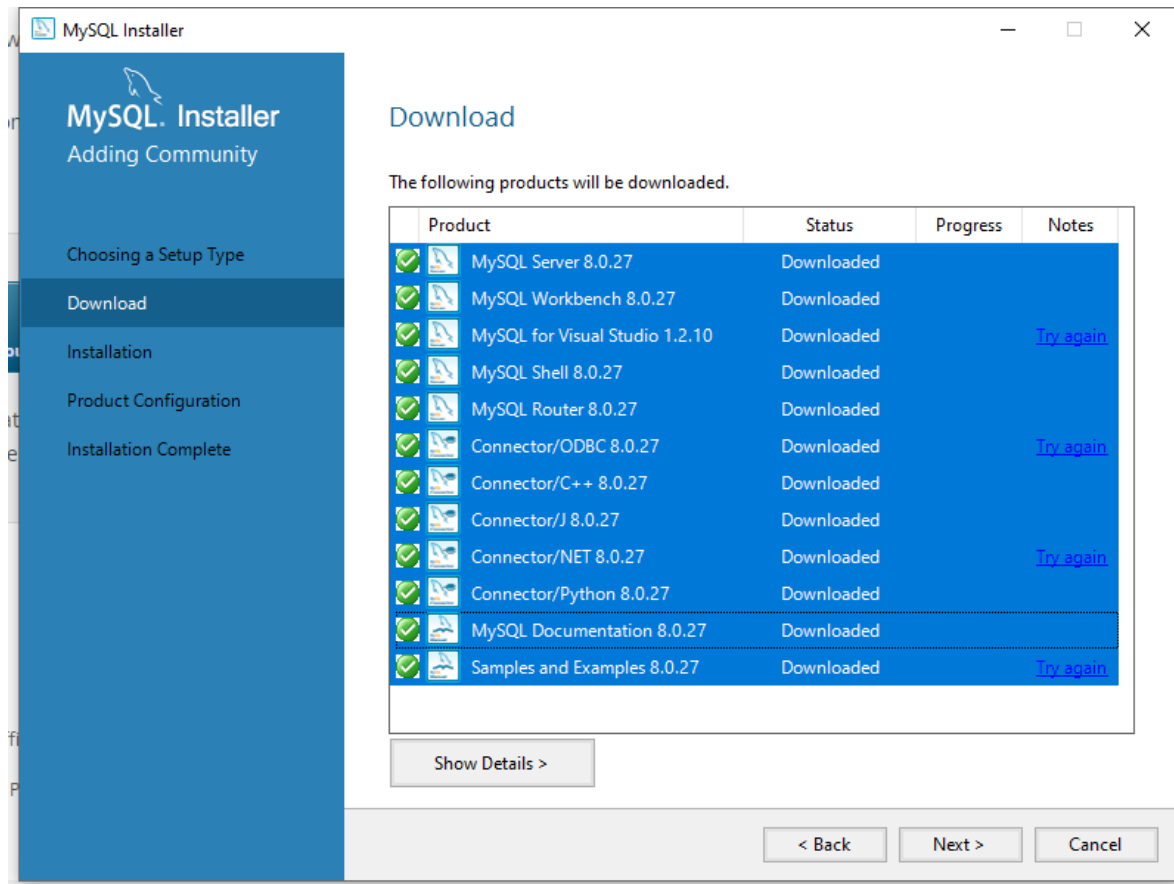 MySQL Installer
MySQL. Installer
Adding Community
Choosing a Setup Type
Download
Installation
Product Configuration
Installation Complete
Download
The following products will be downloaded.
Product Status Progress Notes
MySQL Server 8.0.27 Downloaded
MySQL Workbench 8.0.27 Downloaded
MySQL for Visual Studio 1.2.10 Downloaded Try again
MySQL Shell 8.0.27 Downloaded
MySQL Router 8.0.27 Downloaded
Connector/ODBC 8.0.27 Downloaded Try again
Connector/C++ 8.0.27 Downloaded
Connector/J 8.0.27 Downloaded
Connector/NET 8.0.27 Downloaded Try again
Connector/Python 8.0.27 Downloaded
MySQL Documentation 8.0.27 Downloaded
Samples and Examples 8.0.27 Downloaded Try again
Show Details >
< Back Next > Cancel